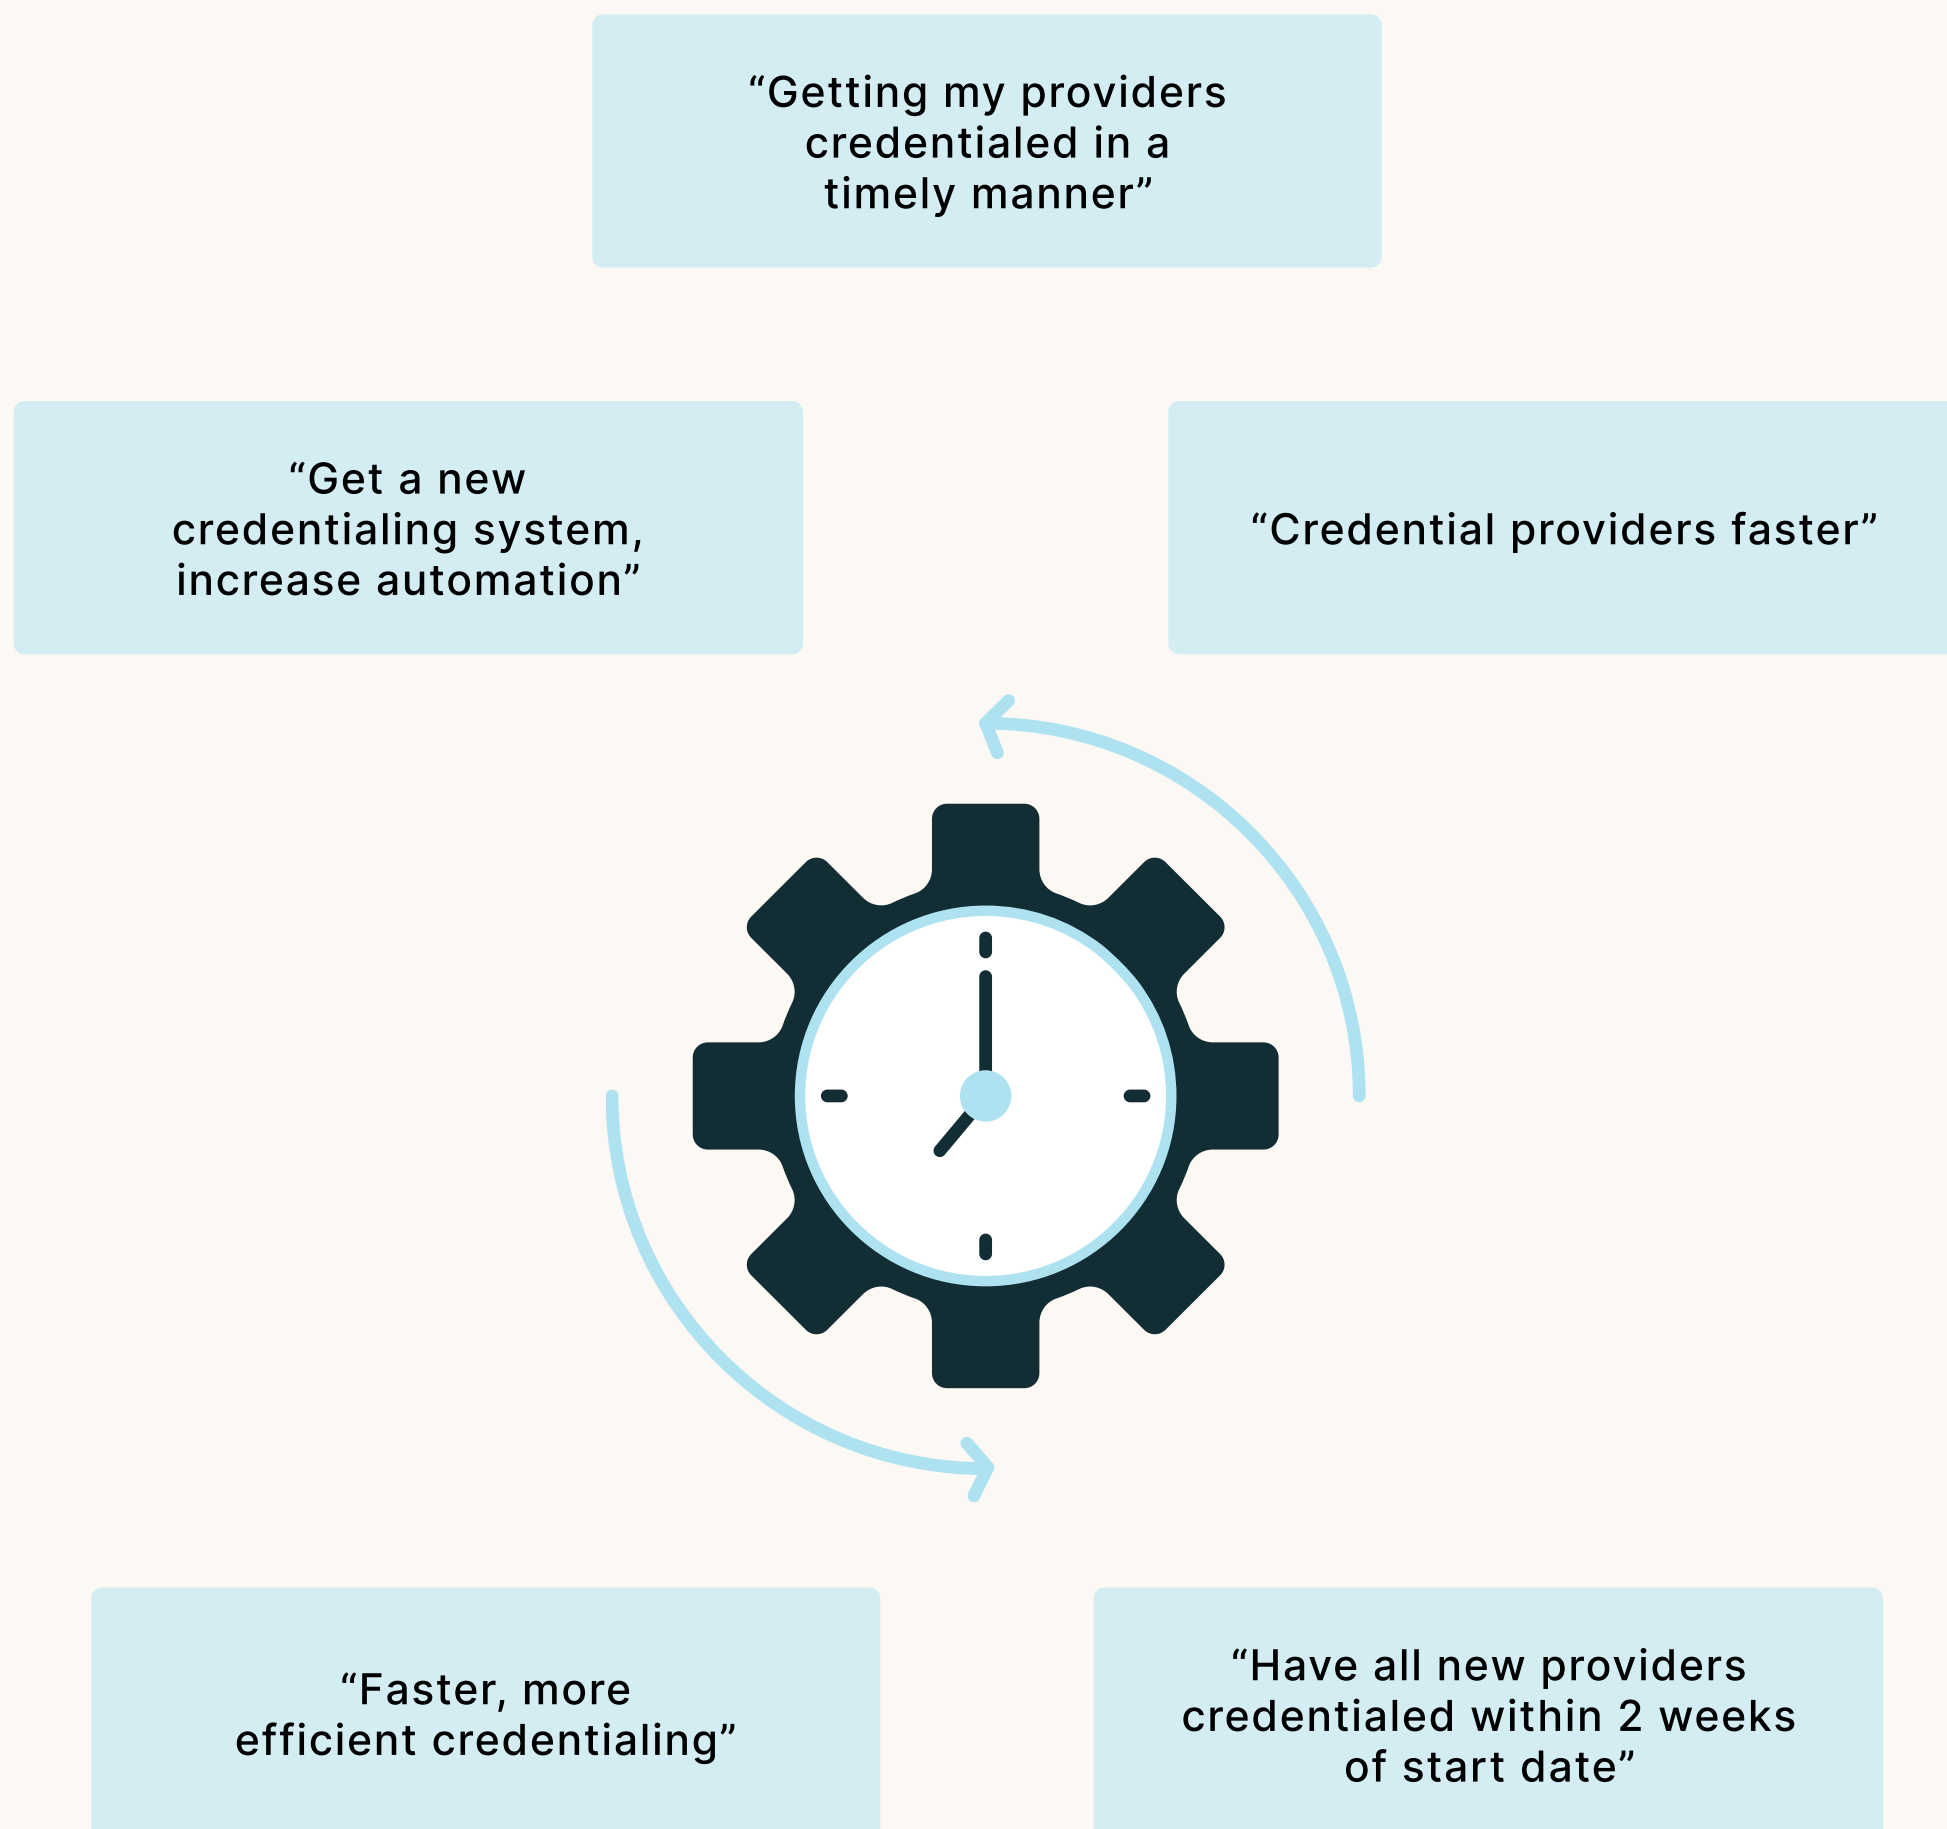 “Getting my providers
credentialed in a
timely manner”
“Get a new
credentialing system,
increase automation”
“Credential providers faster”
“Faster, more
efficient credentialing”
“Have all new providers
credentialed within 2 weeks
of start date”